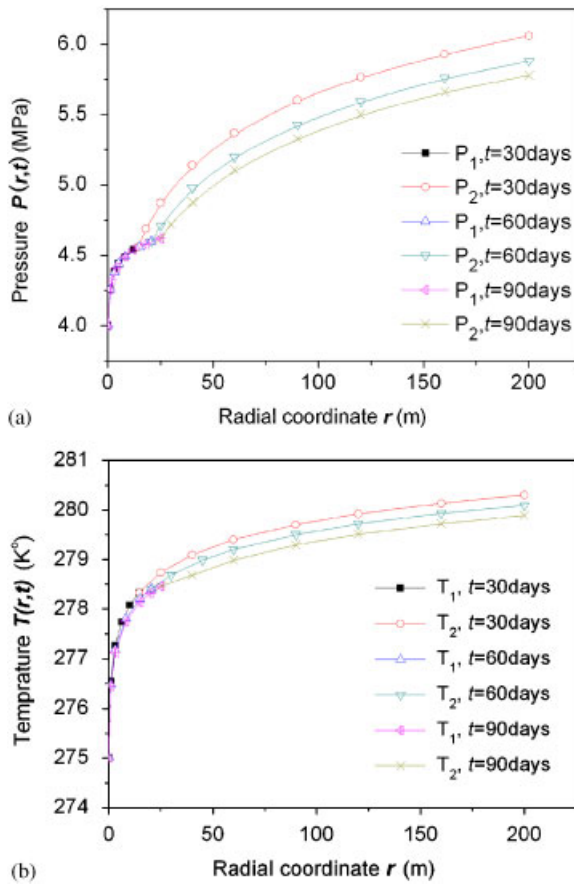 6.0
5.5
5.0
4.5
4.0
Pressure P(r,t) (MPa)
P1,t=30days
P2,t=30days
P1,t=60days
P2,t=60days
P1,t=90days
P2,t=90days
0 50 100 150 200
Radial coordinate r (m)
(a)
281
280
279
278
277
276
275
274
Temprature T(r,t) (K°)
T1, t=30days
T2, t=30days
T1, t=60days
T2, t=60days
T1, t=90days
T2, t=90days
0 50 100 150 200
Radial coordinate r (m)
(b)